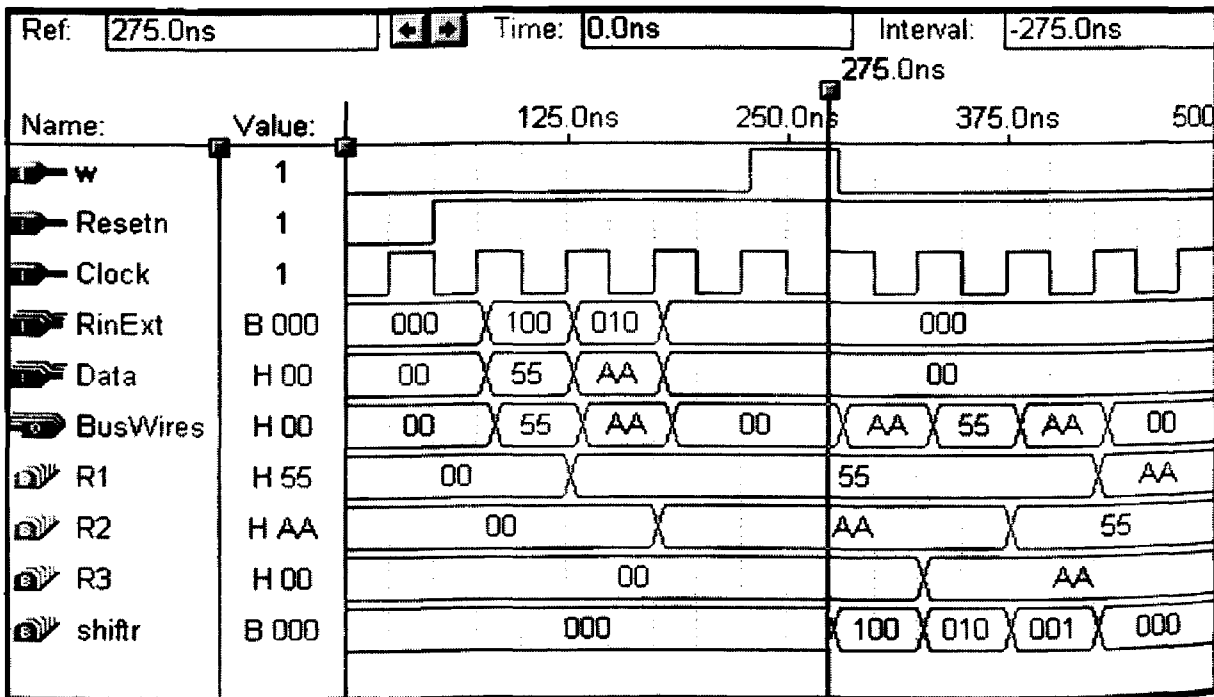 Ref: 275.0ns Time: 0.0ns Interval: -275.0ns
275.0ns
Name: Value: 125.0ns 250.0ns 375.0ns 500
w 1
Resetn 1
Clock 1
RinExt B 000 000 100 010 000
Data H 00 00 55 AA 00
BusWires H 00 00 55 AA 00 AA 55 AA 00
R1 H 55 00 55 AA
R2 H AA 00 AA 55
R3 H 00 00 AA
shiftr B 000 000 100 010 001 000